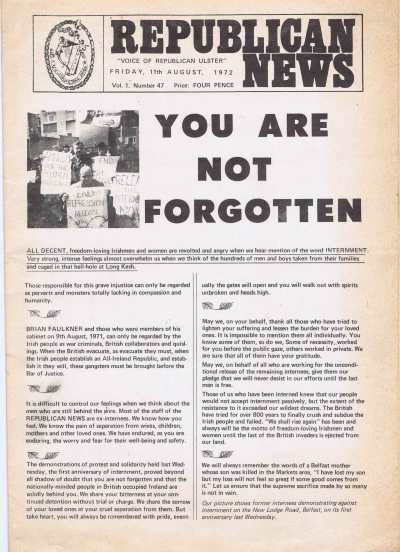 REPUBLICAN
NEWS
"VOICE OF REPUBLICAN ULSTER"
FRIDAY, 11th AUGUST, 1972
Vol. 1. Number 47 Price: FOUR PENCE
YOU ARE
NOT
FORGOTTEN
ALL DECENT, freedom-loving Irishmen and women are revolted and angry when we hear mention of the word INTERNMENT.
Very strong, intense feelings almost overwhelm us when we think of the hundreds of men and boys taken from their families
and caged in that hell-hole at Long Kesh.
Those responsible for this grave injustice can only be regarded
as perverts and monsters totally lacking in compassion and
humanity.
BRIAN FAULKNER and those who were members of his
cabinet on 9th August, 1971, can only be regarded by the
Irish people as war criminals, British collaborators and quislings.
When the British evacuate, as evacuate they must, when
the Irish people establish an All-Ireland Republic, and establish
it they will, these gangsters must be brought before the
Bar of Justice.
It is difficult to control our feelings when we think about the
men who are still behind the wire. Most of the staff of the
REPUBLICAN NEWS are ex internees. We know how you
feel. We know the pain of separation from wives, children,
mothers and other loved ones. We have endured, as you are
enduring, the worry and fear for their well-being and safety.
The demonstrations of protest and solidarity held last Wednesday,
the first anniversary of internment, proved beyond
all shadow of doubt that you are not forgotten and that the
nationally-minded people in British occupied Ireland are
solidly behind you. We share your bitterness at your continued
detention without trial or charge. We share the sorrow
of your loved ones at your cruel separation from them. But
take heart, you will always be remembered with pride, eventually
the gates will open and you will walk out with spirits
unbroken and heads high.
May we, on your behalf, thank all those who have tried to
lighten your suffering and lessen the burden for your loved
ones. It is impossible to mention them all individually. You
know some of them, as do we. Some of necessity, worked
for you before the public gaze, others worked in private. We
are sure that all of them have your gratitude.
May we, on behalf of all who are working for the unconditional
release of the remaining internees, give them our
pledge that we will never desist in our efforts until the last
man is free.
Those of us who have been interned knew that our people
would not accept internment passively, but the extent of the
resistance to it exceeded our wildest dreams. The British
have tried for over 800 years to finally crush and subdue the
Irish people and failed. "We shall rise again" has been and
always will be the motto of freedom-loving Irishmen and
women until the last of the British invaders is ejected from
our land.
We will always remember the words of a Belfast mother
whose son was killed in the Markets area, "I have lost my son
but my loss will not feel so great if some good comes from
it." Let us ensure that the supreme sacrifice made by so many
is not in vain.
Our picture shows former internees demonstrating against
internment on the New Lodge Road, Belfast, on its first
anniversary last Wednesday.